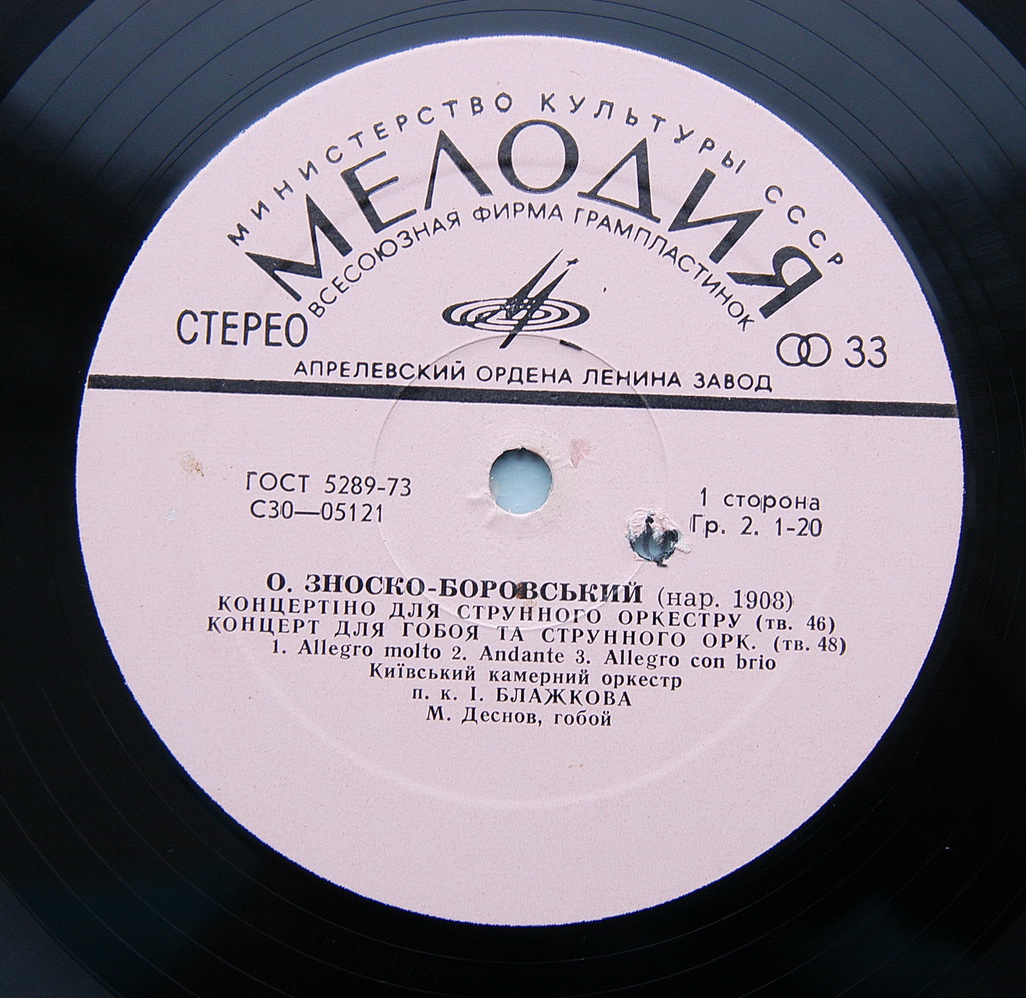 МИНИСТЕРСТВО КУЛЬТУРЫ СССР
МЕЛОДИЯ
ВСЕСОЮЗНАЯ ФИРМА ГРАМПЛАСТИНОК
СТЕРЕО
33
АПРЕЛЕВСКИЙ ОРДЕНА ЛЕНИНА ЗАВОД
ГОСТ 5289-73
С30—05121
1 сторона
Гр. 2. 1-20
О. ЗНОСКО-БОРОВСЬКИЙ (нар. 1908)
КОНЦЕРТІНО ДЛЯ СТРУННОГО ОРКЕСТРУ (тв. 46)
КОНЦЕРТ ДЛЯ ГОБОЯ ТА СТРУННОГО ОРК. (тв. 48)
1. Allegro molto 2. Andante 3. Allegro con brio
Київський камерний оркестр
п. к. І. БЛАЖКОВА
М. Деснов, гобой